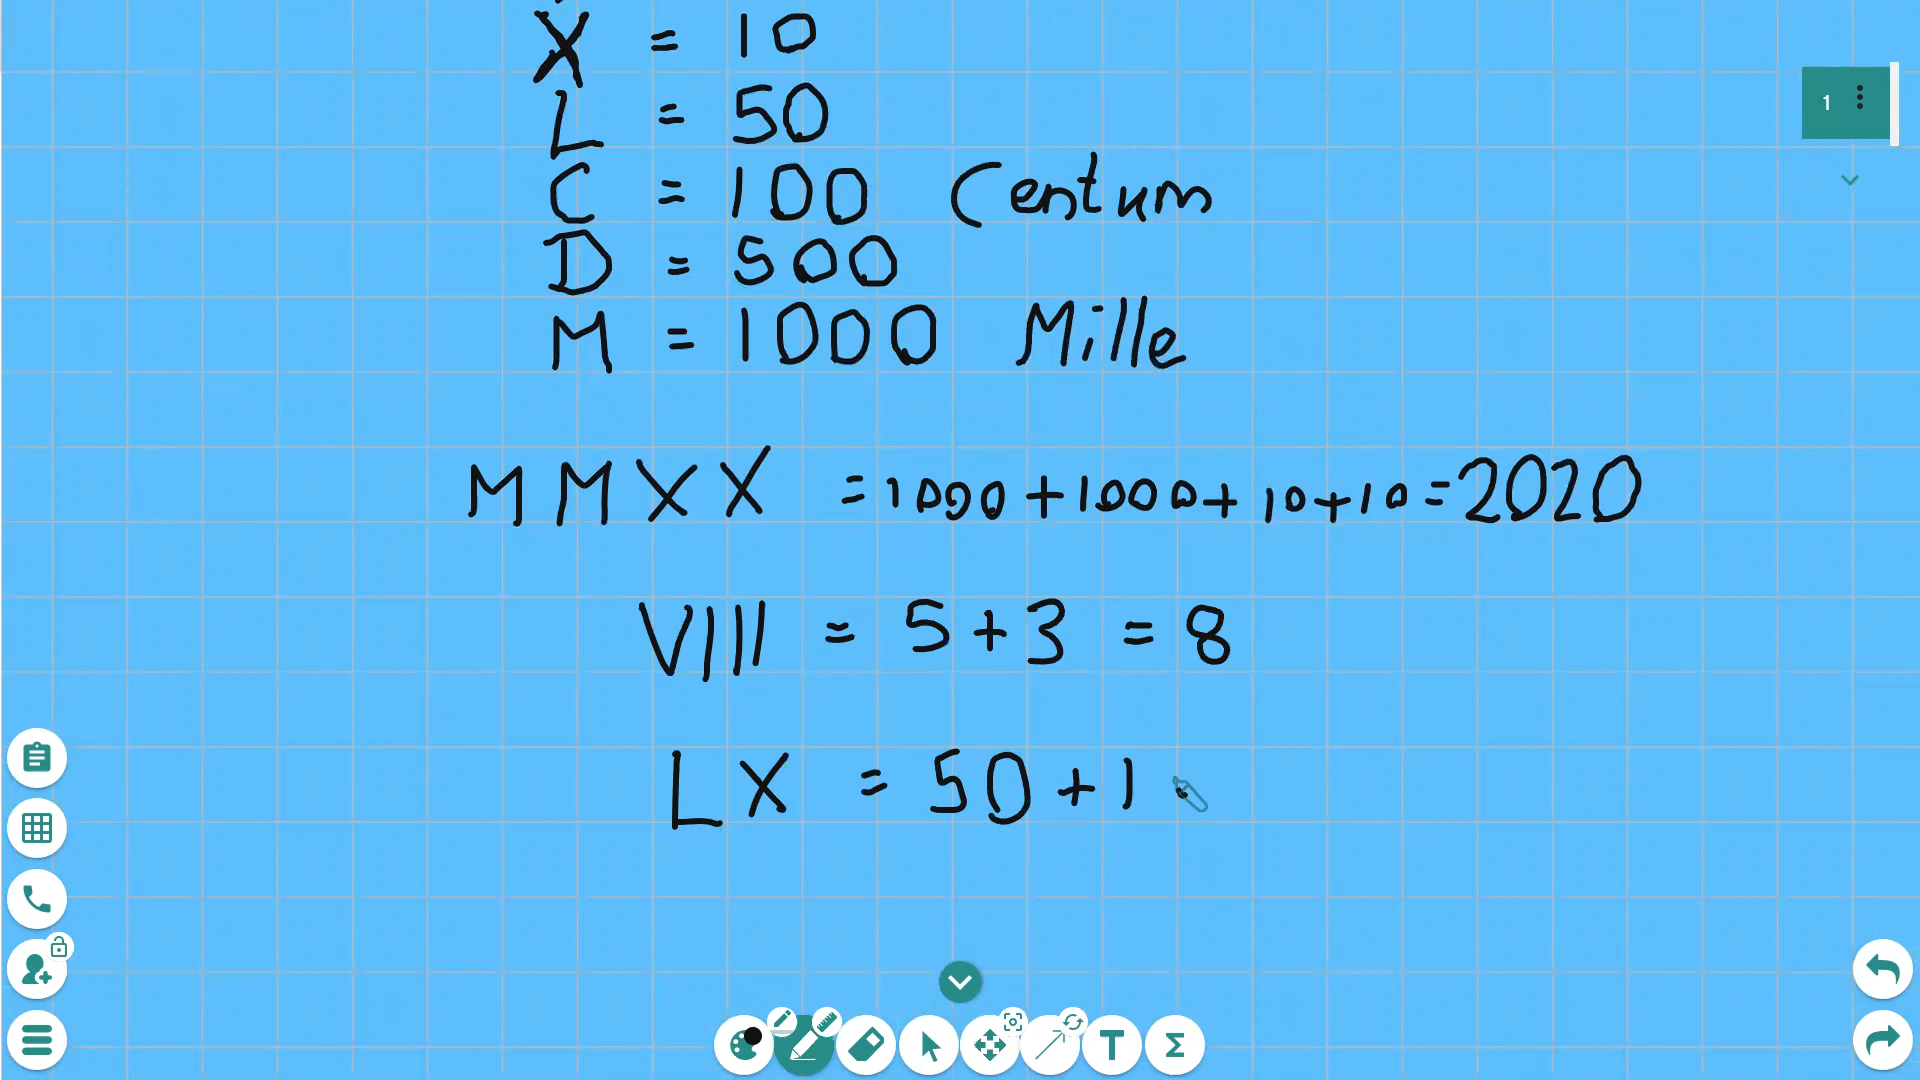 X = 10
1
L = 50
C = 100 Centum
D = 500
M = 1000 Mille
MMXX = 1000 + 1000 + 10 + 10 = 2020
VIII = 5 + 3 = 8
LX = 50 + 1
T Σ